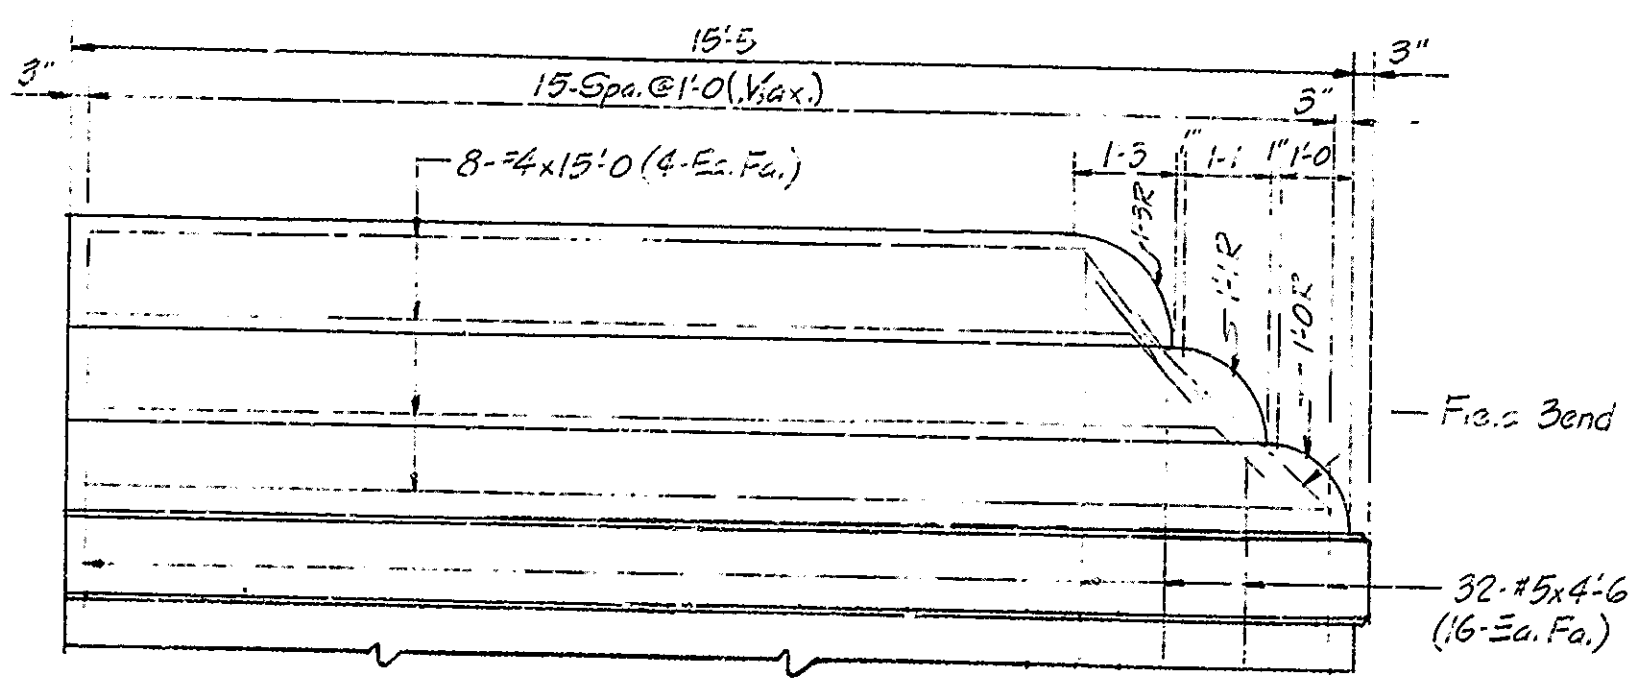 15'-5
3"
3"
15-Spa.@1'-0(Max.)
3"
8-#4x15'-0 (4-Ea. Fa.)
1-3
1"
1-1
1"
1'-0
1'-3R
1'-1R
1'-0R
Bend
32-#5x4'-6
(16-Ea. Fa.)